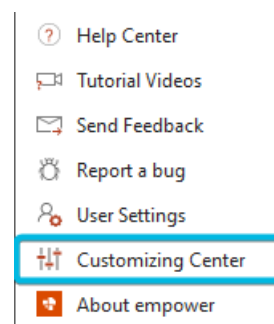 Help Center
Tutorial Videos
Send Feedback
Report a bug
User Settings
Customizing Center
About empower